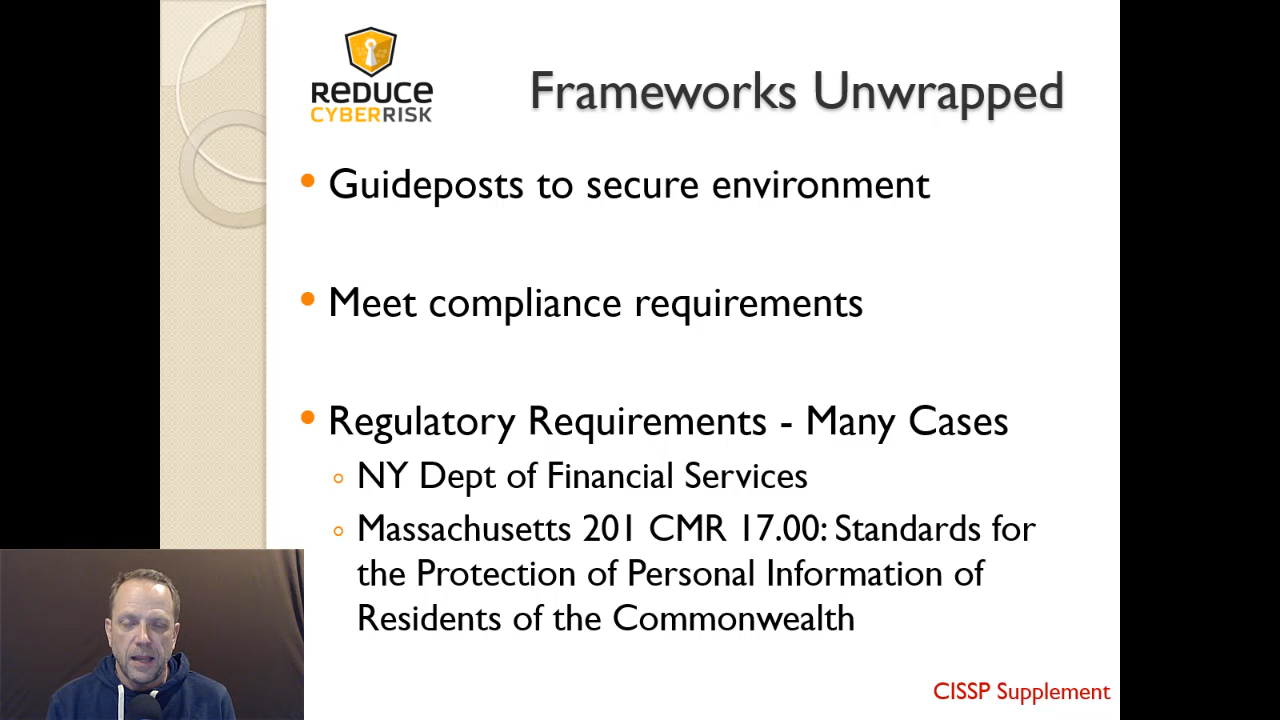 REDUCE
CYBERRISK
Frameworks Unwrapped
• Guideposts to secure environment
• Meet compliance requirements
• Regulatory Requirements - Many Cases
◦ NY Dept of Financial Services
◦ Massachusetts 201 CMR 17.00: Standards for
the Protection of Personal Information of
Residents of the Commonwealth
CISSP Supplement